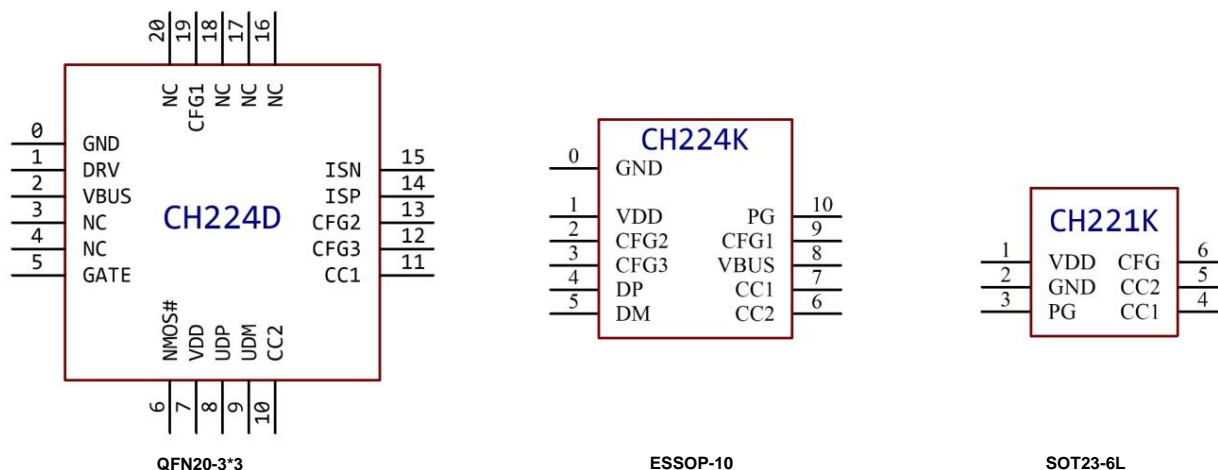 20 19 18 17 16
NC CFG1 NC NC NC
0 GND
1 DRV
2 VBUS
3 NC
4 NC
5 GATE
CH224D
ISN 15
ISP 14
CFG2 13
CFG3 12
CC1 11
NMOS# VDD UDP UDM CC2
6 7 8 9 10
QFN20-3*3
CH224K
0 GND
1 VDD
2 CFG2
3 CFG3
4 DP
5 DM
PG 10
CFG1 9
VBUS 8
CC1 7
CC2 6
ESSOP-10
CH221K
1 VDD
2 GND
3 PG
CFG 6
CC2 5
CC1 4
SOT23-6L